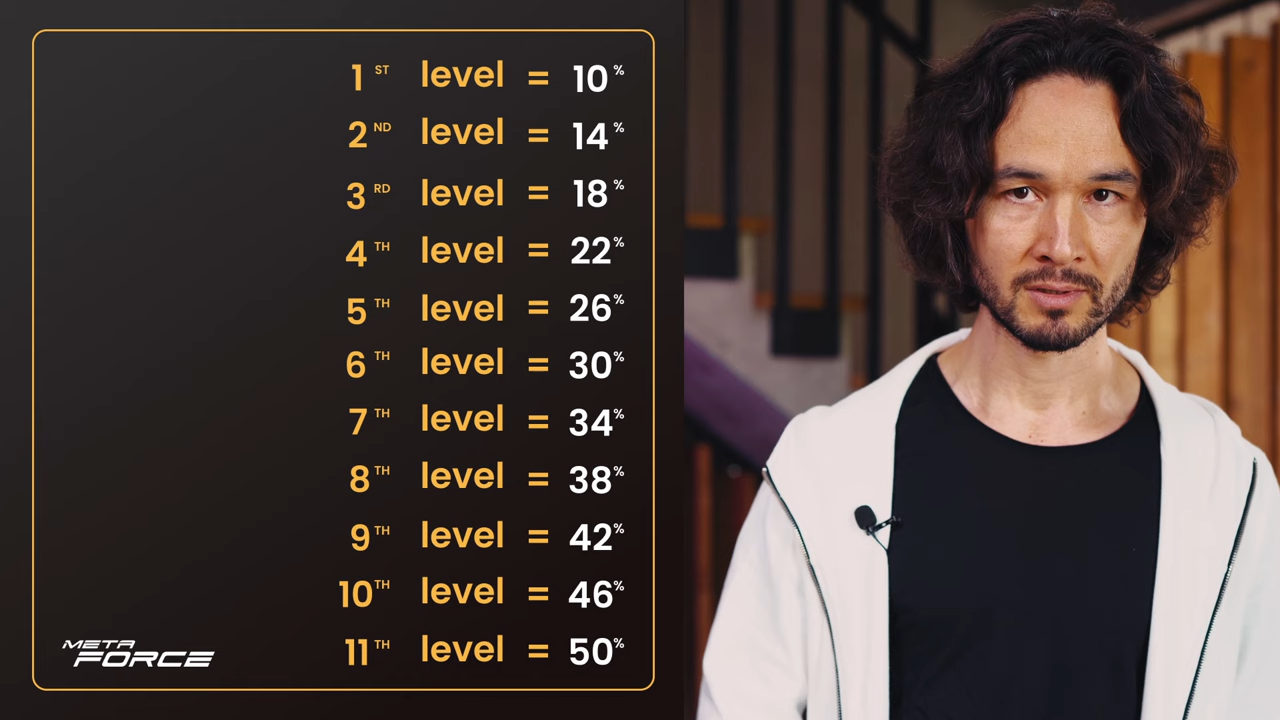 1ST level = 10%
2ND level = 14%
3RD level = 18%
4TH level = 22%
5TH level = 26%
6TH level = 30%
7TH level = 34%
8TH level = 38%
9TH level = 42%
10TH level = 46%
11TH level = 50%
META
FORCE